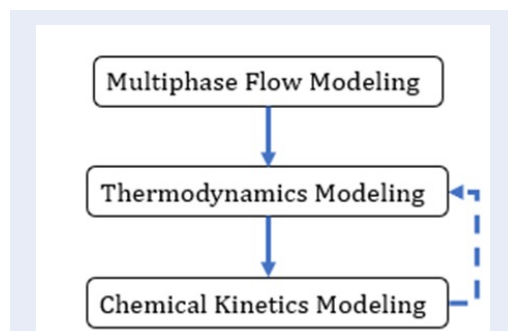 Multiphase Flow Modeling
Thermodynamics Modeling
Chemical Kinetics Modeling